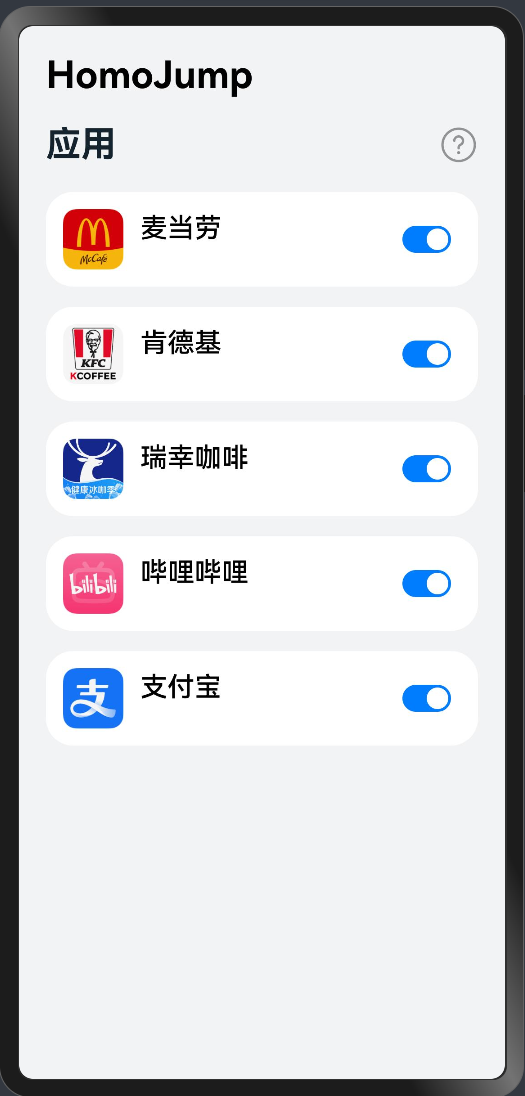 HomoJump
应用
?
麦当劳
McCafé
肯德基
KFC
KCOFFEE
瑞幸咖啡
健康冰咖季
哔哩哔哩
bilibili
支付宝
支